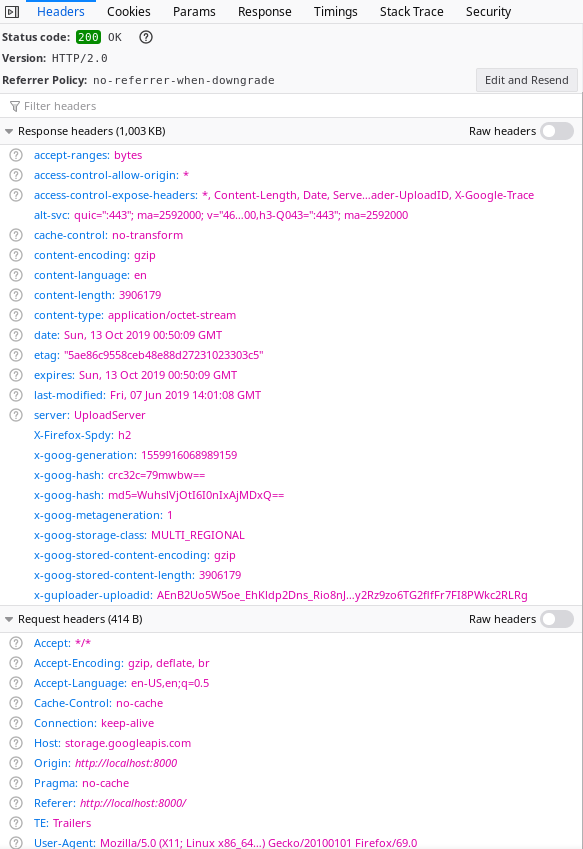 Headers Cookies Params Response Timings Stack Trace Security
Status code: 200 OK ?
Version: HTTP/2.0
Referrer Policy: no-referrer-when-downgrade Edit and Resend
Filter headers
Response headers (1,003 KB) Raw headers
? accept-ranges: bytes
? access-control-allow-origin: *
? access-control-expose-headers: *, Content-Length, Date, Serve…ader-UploadID, X-Google-Trace
alt-svc: quic=":443"; ma=2592000; v="46…00,h3-Q043=":443"; ma=2592000
? cache-control: no-transform
? content-encoding: gzip
? content-language: en
? content-length: 3906179
? content-type: application/octet-stream
? date: Sun, 13 Oct 2019 00:50:09 GMT
? etag: "5ae86c9558ceb48e88d27231023303c5"
? expires: Sun, 13 Oct 2019 00:50:09 GMT
? last-modified: Fri, 07 Jun 2019 14:01:08 GMT
? server: UploadServer
X-Firefox-Spdy: h2
x-goog-generation: 1559916068989159
x-goog-hash: crc32c=79mwbw==
x-goog-hash: md5=WuhslVjOtI6I0nIxAjMDxQ==
x-goog-metageneration: 1
x-goog-storage-class: MULTI_REGIONAL
x-goog-stored-content-encoding: gzip
x-goog-stored-content-length: 3906179
x-guploader-uploadid: AEnB2Uo5W5oe_EhKldp2Dns_Rio8nJ…y2Rz9zo6TG2flfFr7FI8PWkc2RLRg
Request headers (414 B) Raw headers
? Accept: */*
? Accept-Encoding: gzip, deflate, br
? Accept-Language: en-US,en;q=0.5
? Cache-Control: no-cache
? Connection: keep-alive
? Host: storage.googleapis.com
? Origin: http://localhost:8000
? Pragma: no-cache
? Referer: http://localhost:8000/
? TE: Trailers
? User-Agent: Mozilla/5.0 (X11; Linux x86_64…) Gecko/20100101 Firefox/69.0